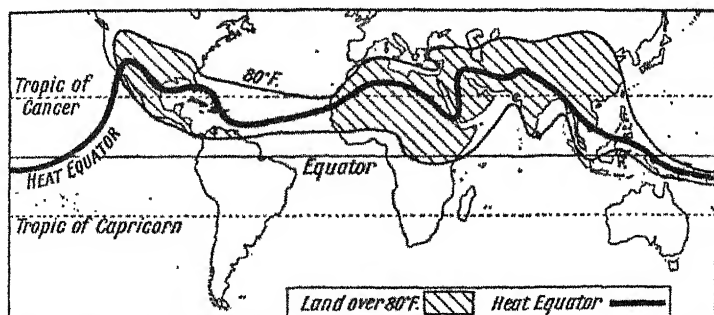 80°F.
Tropic of
Cancer
HEAT EQUATOR
Equator
Tropic of Capricorn
Land over 80°F. Heat Equator